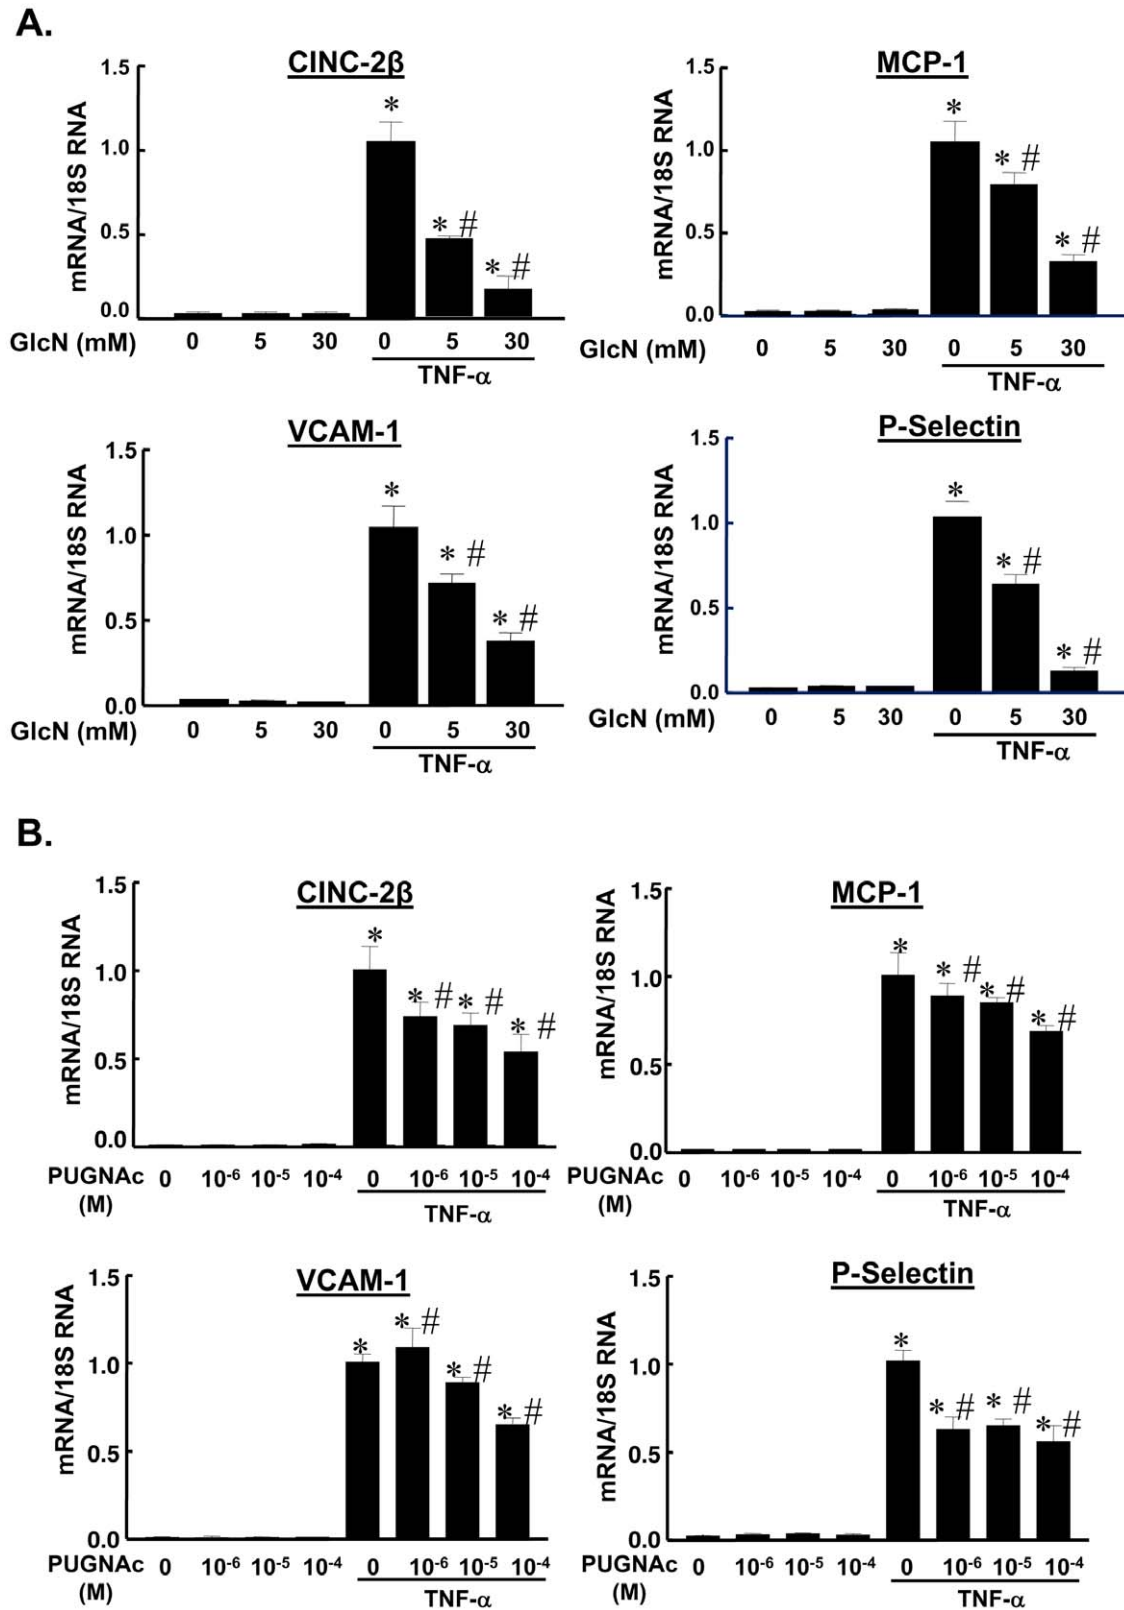 A.
CINC-2β
mRNA/18S RNA
1.5
1.0
0.5
0.0
*
* #
* #
GlcN (mM) 0 5 30 0 5 30
TNF-α
MCP-1
mRNA/18S RNA
1.5
1.0
0.5
0.0
*
* #
* #
GlcN (mM) 0 5 30 0 5 30
TNF-α
VCAM-1
mRNA/18S RNA
1.5
1.0
0.5
0.0
*
* #
* #
GlcN (mM) 0 5 30 0 5 30
TNF-α
P-Selectin
mRNA/18S RNA
1.5
1.0
0.5
0.0
*
* #
* #
GlcN (mM) 0 5 30 0 5 30
TNF-α
B.
CINC-2β
mRNA/18S RNA
1.5
1.0
0.5
0.0
*
* #
* #
* #
PUGNAc 0 10⁻⁶ 10⁻⁵ 10⁻⁴ 0 10⁻⁶ 10⁻⁵ 10⁻⁴
(M)
TNF-α
MCP-1
mRNA/18S RNA
1.5
1.0
0.5
0.0
*
* #
* #
* #
PUGNAc 0 10⁻⁶ 10⁻⁵ 10⁻⁴ 0 10⁻⁶ 10⁻⁵ 10⁻⁴
(M)
TNF-α
VCAM-1
mRNA/18S RNA
1.5
1.0
0.5
0.0
*
* #
* #
* #
PUGNAc 0 10⁻⁶ 10⁻⁵ 10⁻⁴ 0 10⁻⁶ 10⁻⁵ 10⁻⁴
(M)
TNF-α
P-Selectin
mRNA/18S RNA
1.5
1.0
0.5
0.0
*
* #
* #
* #
PUGNAc 0 10⁻⁶ 10⁻⁵ 10⁻⁴ 0 10⁻⁶ 10⁻⁵ 10⁻⁴
(M)
TNF-α